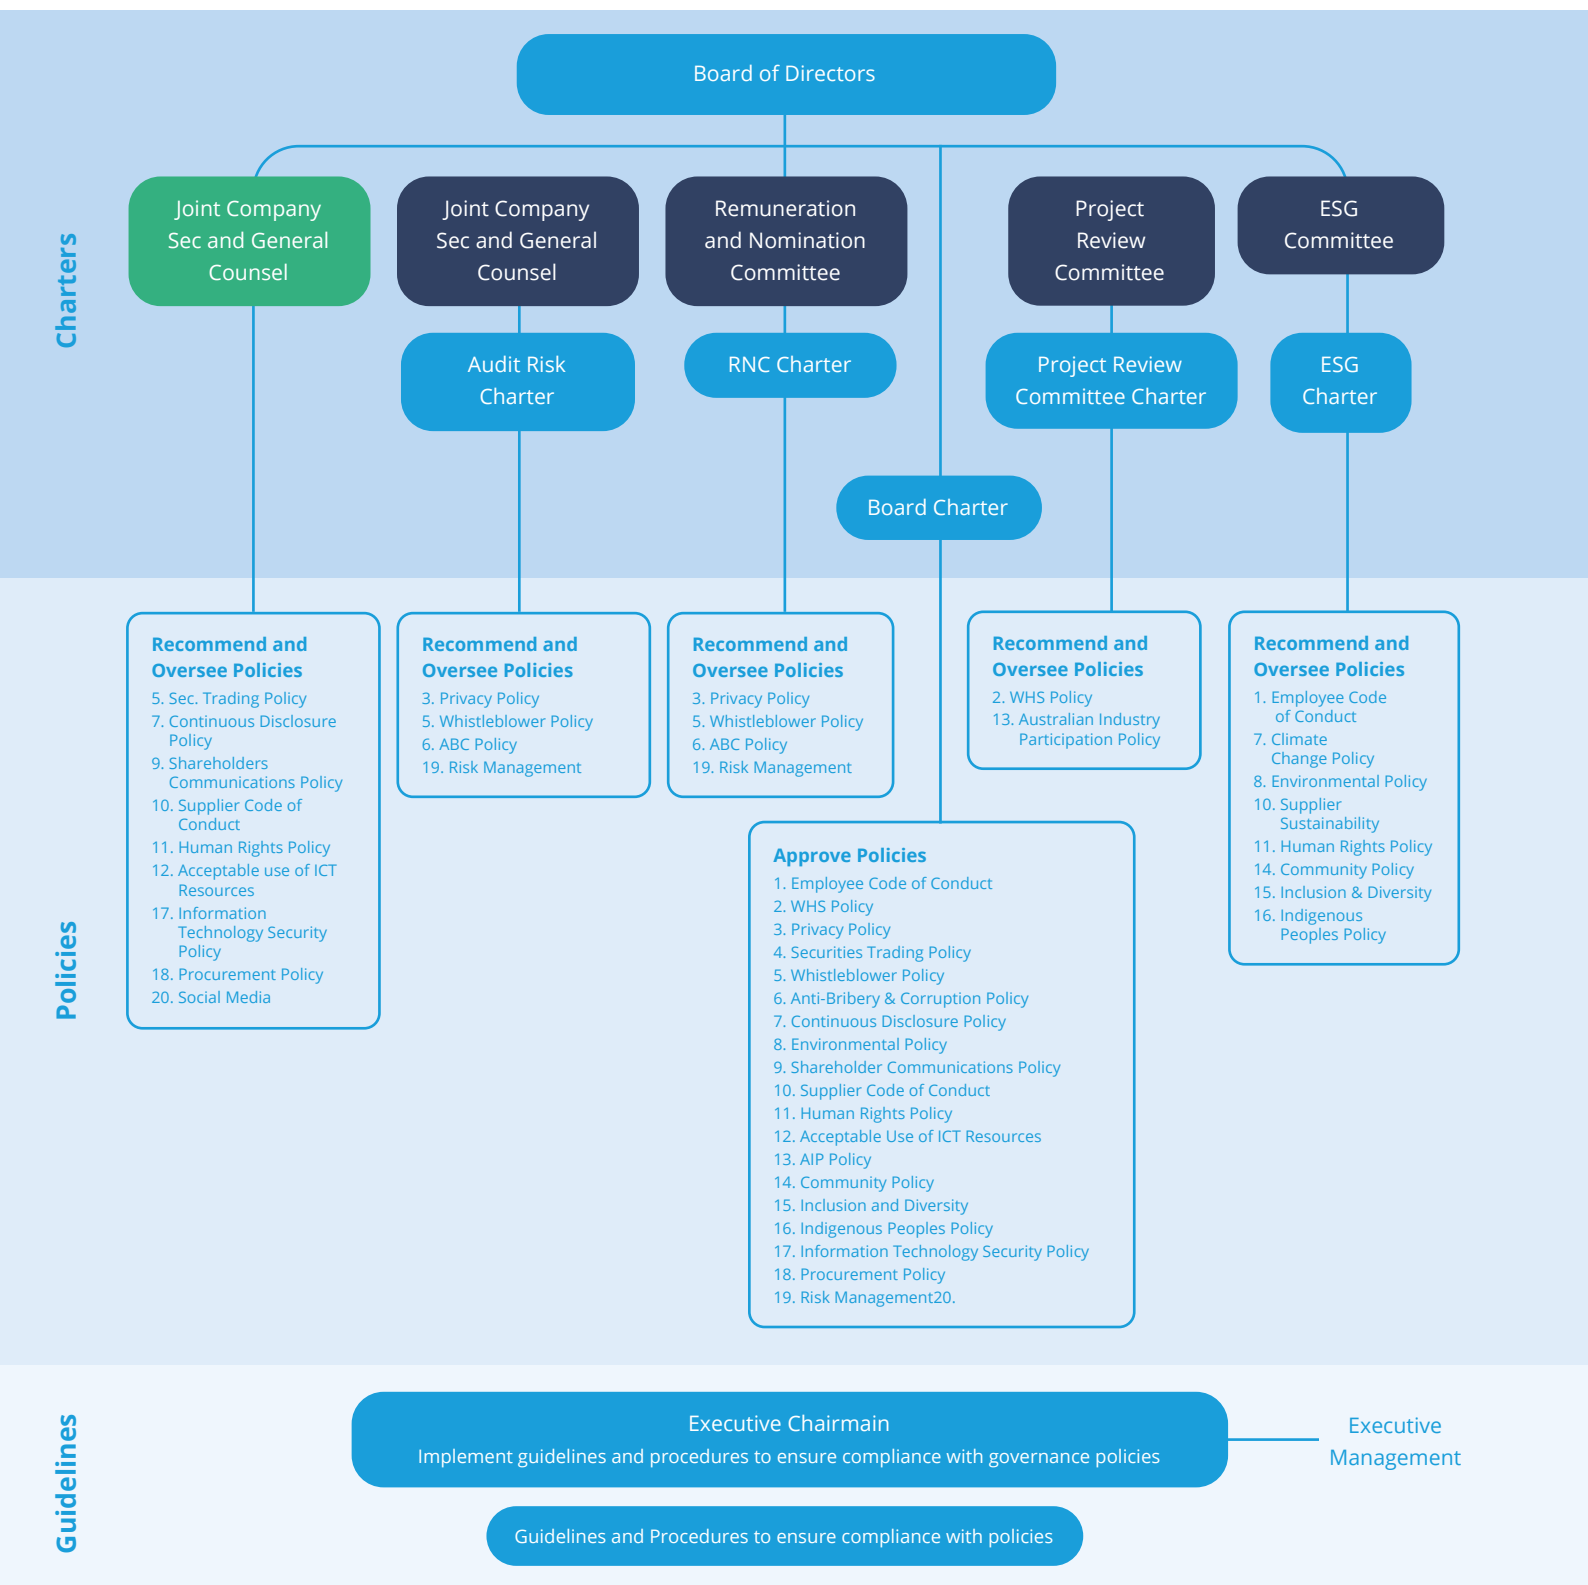 Board of Directors
Charters
Joint Company
Sec and General
Counsel
Joint Company
Sec and General
Counsel
Remuneration
and Nomination
Committee
Project
Review
Committee
ESG
Committee
Audit Risk
Charter
RNC Charter
Project Review
Committee Charter
ESG
Charter
Board Charter
Policies
Recommend and
Oversee Policies
5. Sec. Trading Policy
7. Continuous Disclosure
Policy
9. Shareholders
Communications Policy
10. Supplier Code of
Conduct
11. Human Rights Policy
12. Acceptable use of ICT
Resources
17. Information
Technology Security
Policy
18. Procurement Policy
20. Social Media
Recommend and
Oversee Policies
3. Privacy Policy
5. Whistleblower Policy
6. ABC Policy
19. Risk Management
Recommend and
Oversee Policies
3. Privacy Policy
5. Whistleblower Policy
6. ABC Policy
19. Risk Management
Recommend and
Oversee Policies
2. WHS Policy
13. Australian Industry
Participation Policy
Recommend and
Oversee Policies
1. Employee Code
of Conduct
7. Climate
Change Policy
8. Environmental Policy
10. Supplier
Sustainability
11. Human Rights Policy
14. Community Policy
15. Inclusion & Diversity
16. Indigenous
Peoples Policy
Approve Policies
1. Employee Code of Conduct
2. WHS Policy
3. Privacy Policy
4. Securities Trading Policy
5. Whistleblower Policy
6. Anti-Bribery & Corruption Policy
7. Continuous Disclosure Policy
8. Environmental Policy
9. Shareholder Communications Policy
10. Supplier Code of Conduct
11. Human Rights Policy
12. Acceptable Use of ICT Resources
13. AIP Policy
14. Community Policy
15. Inclusion and Diversity
16. Indigenous Peoples Policy
17. Information Technology Security Policy
18. Procurement Policy
19. Risk Management20.
Guidelines
Executive Chairmain
Implement guidelines and procedures to ensure compliance with governance policies
Executive
Management
Guidelines and Procedures to ensure compliance with policies